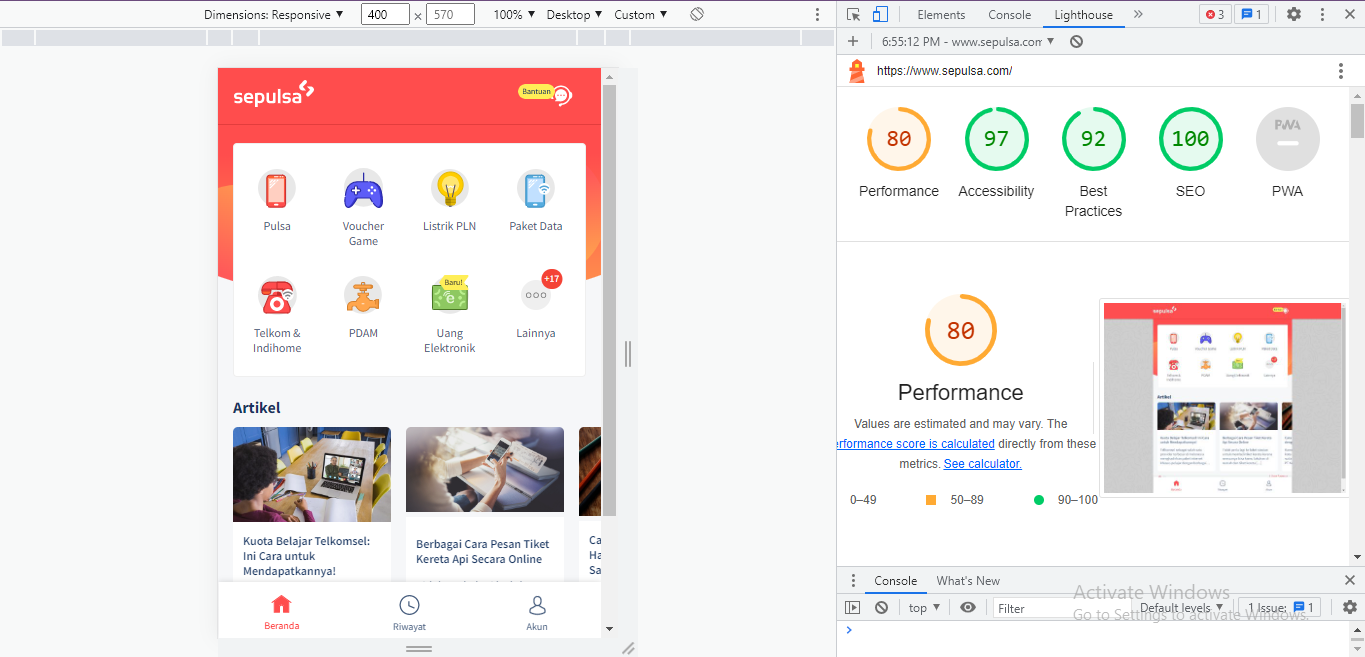 Dimensions: Responsive ▼ 400 × 570 100% ▼ Desktop ▼ Custom ▼
sepulsa
Bantuan
Pulsa
Voucher
Game
Listrik PLN
Paket Data
Telkom &
Indihome
PDAM
Baru!
Uang
Elektronik
+17
Lainnya
Artikel
Kuota Belajar Telkomsel:
Ini Cara untuk
Mendapatkannya!
Berbagai Cara Pesan Tiket
Kereta Api Secara Online
Ca
Ha
Sa
Beranda
Riwayat
Akun
Elements Console Lighthouse » 3 1
+ 6:55:12 PM - www.sepulsa.com ▼
https://www.sepulsa.com/
80
Performance
97
Accessibility
92
Best
Practices
100
SEO
PWA
PWA
80
Performance
Values are estimated and may vary. The
erformance score is calculated directly from these
metrics. See calculator.
0–49 50–89 90–100
sepulsa
Artikel
Console What's New
top ▼ Filter Default levels ▼ 1 Issue: 1
Activate Windows
Go to Settings to activate Windows.